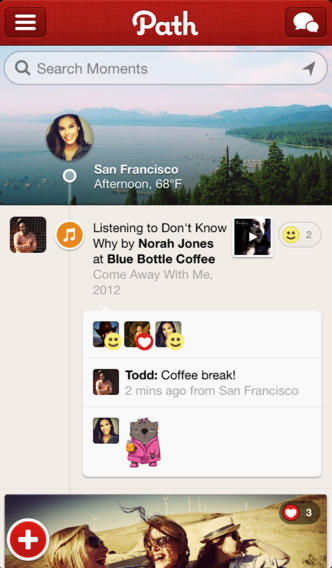 Path
Search Moments
San Francisco
Afternoon, 68°F
Listening to Don't Know
Why by Norah Jones
at Blue Bottle Coffee
Come Away With Me,
2012
2
Todd: Coffee break!
2 mins ago from San Francisco
3